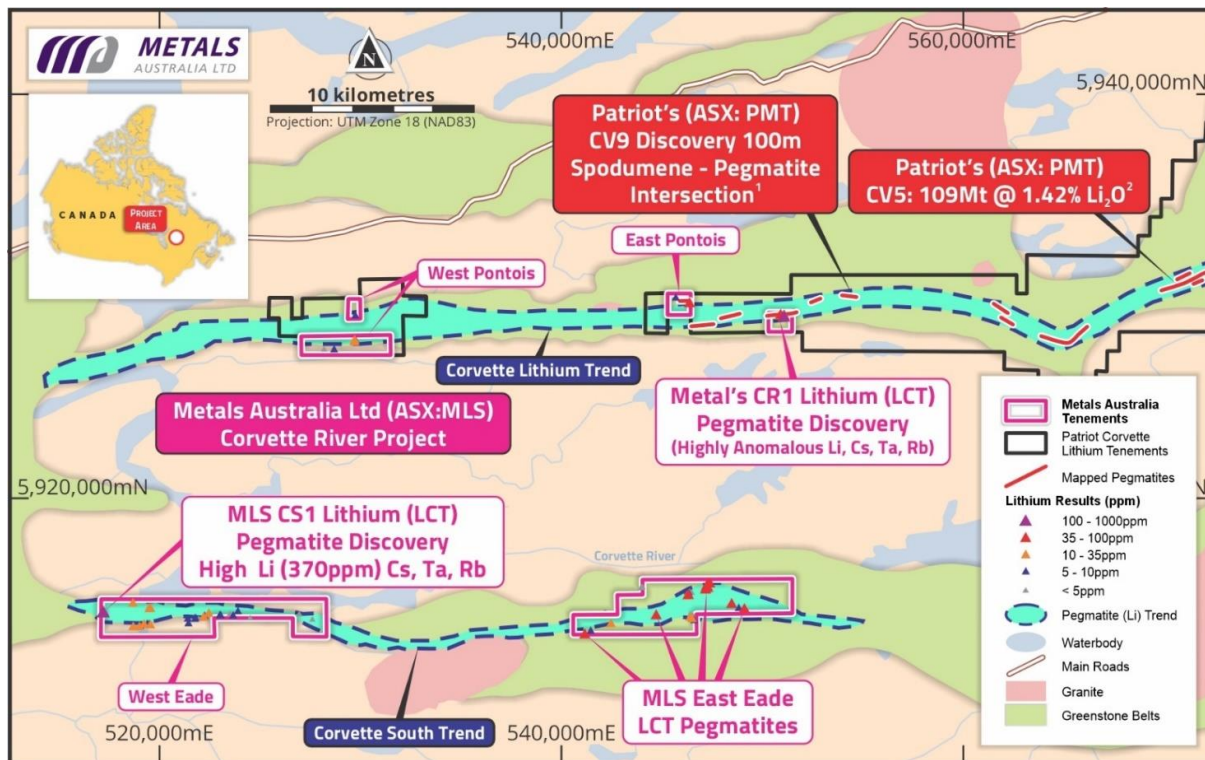 METALS
AUSTRALIA LTD
N
10 kilometres
Projection: UTM Zone 18 (NAD83)
540,000mE
560,000mE
5,940,000mN
CANADA
PROJECT
AREA
Patriot's (ASX: PMT)
CV9 Discovery 100m
Spodumene - Pegmatite
Intersection¹
Patriot's (ASX: PMT)
CV5: 109Mt @ 1.42% Li₂O²
East Pontois
West Pontois
Corvette Lithium Trend
Metals Australia Ltd (ASX:MLS)
Corvette River Project
Metal's CR1 Lithium (LCT)
Pegmatite Discovery
(Highly Anomalous Li, Cs, Ta, Rb)
5,920,000mN
MLS CS1 Lithium (LCT)
Pegmatite Discovery
High Li (370ppm) Cs, Ta, Rb
Corvette River
West Eade
Corvette South Trend
MLS East Eade
LCT Pegmatites
520,000mE
540,000mE
Metals Australia
Tenements
Patriot Corvette
Lithium Tenements
Mapped Pegmatites
Lithium Results (ppm)
100 - 1000ppm
35 - 100ppm
10 - 35ppm
5 - 10ppm
< 5ppm
Pegmatite (Li) Trend
Waterbody
Main Roads
Granite
Greenstone Belts